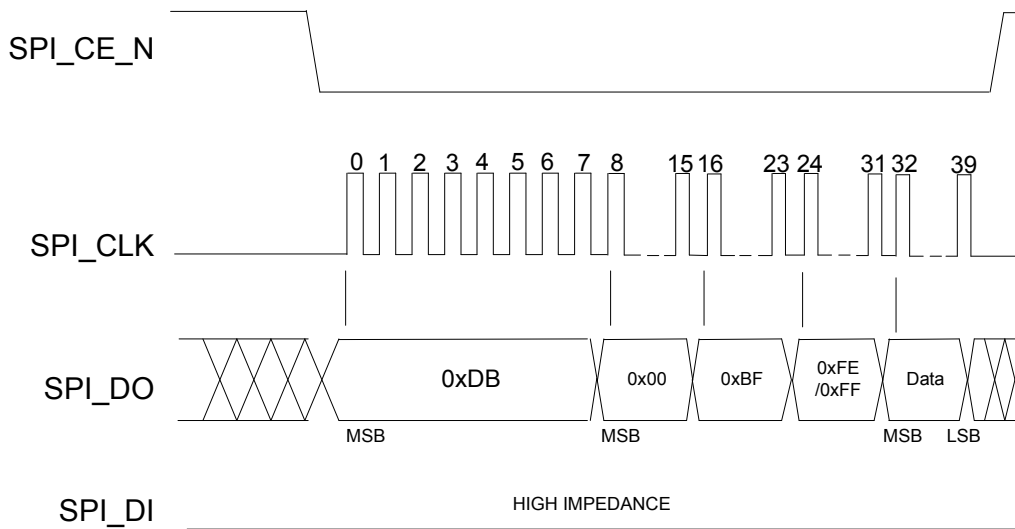 SPI_CE_N
0 1 2 3 4 5 6 7 8 15 16 23 24 31 32 39
SPI_CLK
SPI_DO
0xDB
0x00
0xBF
0xFE
/0xFF
Data
MSB
MSB
MSB
LSB
SPI_DI
HIGH IMPEDANCE